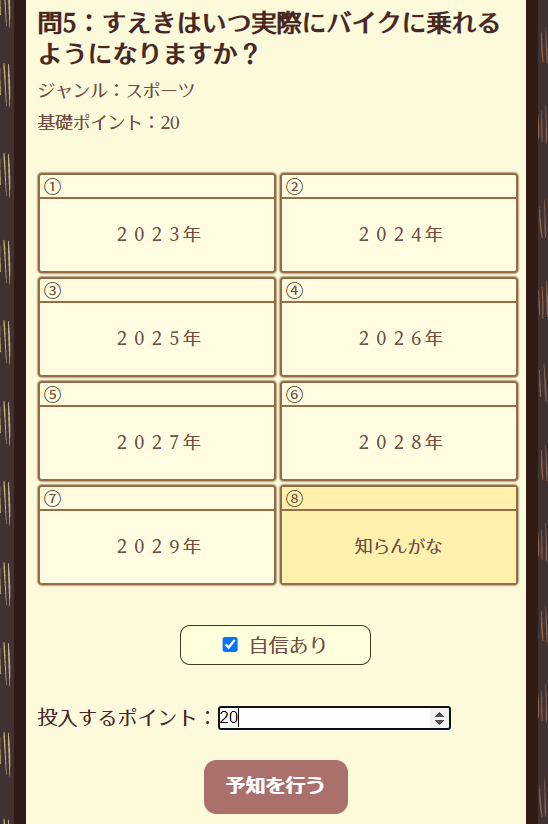 問5：すえきはいつ実際にバイクに乗れる
ようになりますか？
ジャンル：スポーツ
基礎ポイント：20
①
２０２３年
②
２０２４年
③
２０２５年
④
２０２６年
⑤
２０２７年
⑥
２０２８年
⑦
２０２９年
⑧
知らんがな
自信あり
投入するポイント：20
予知を行う